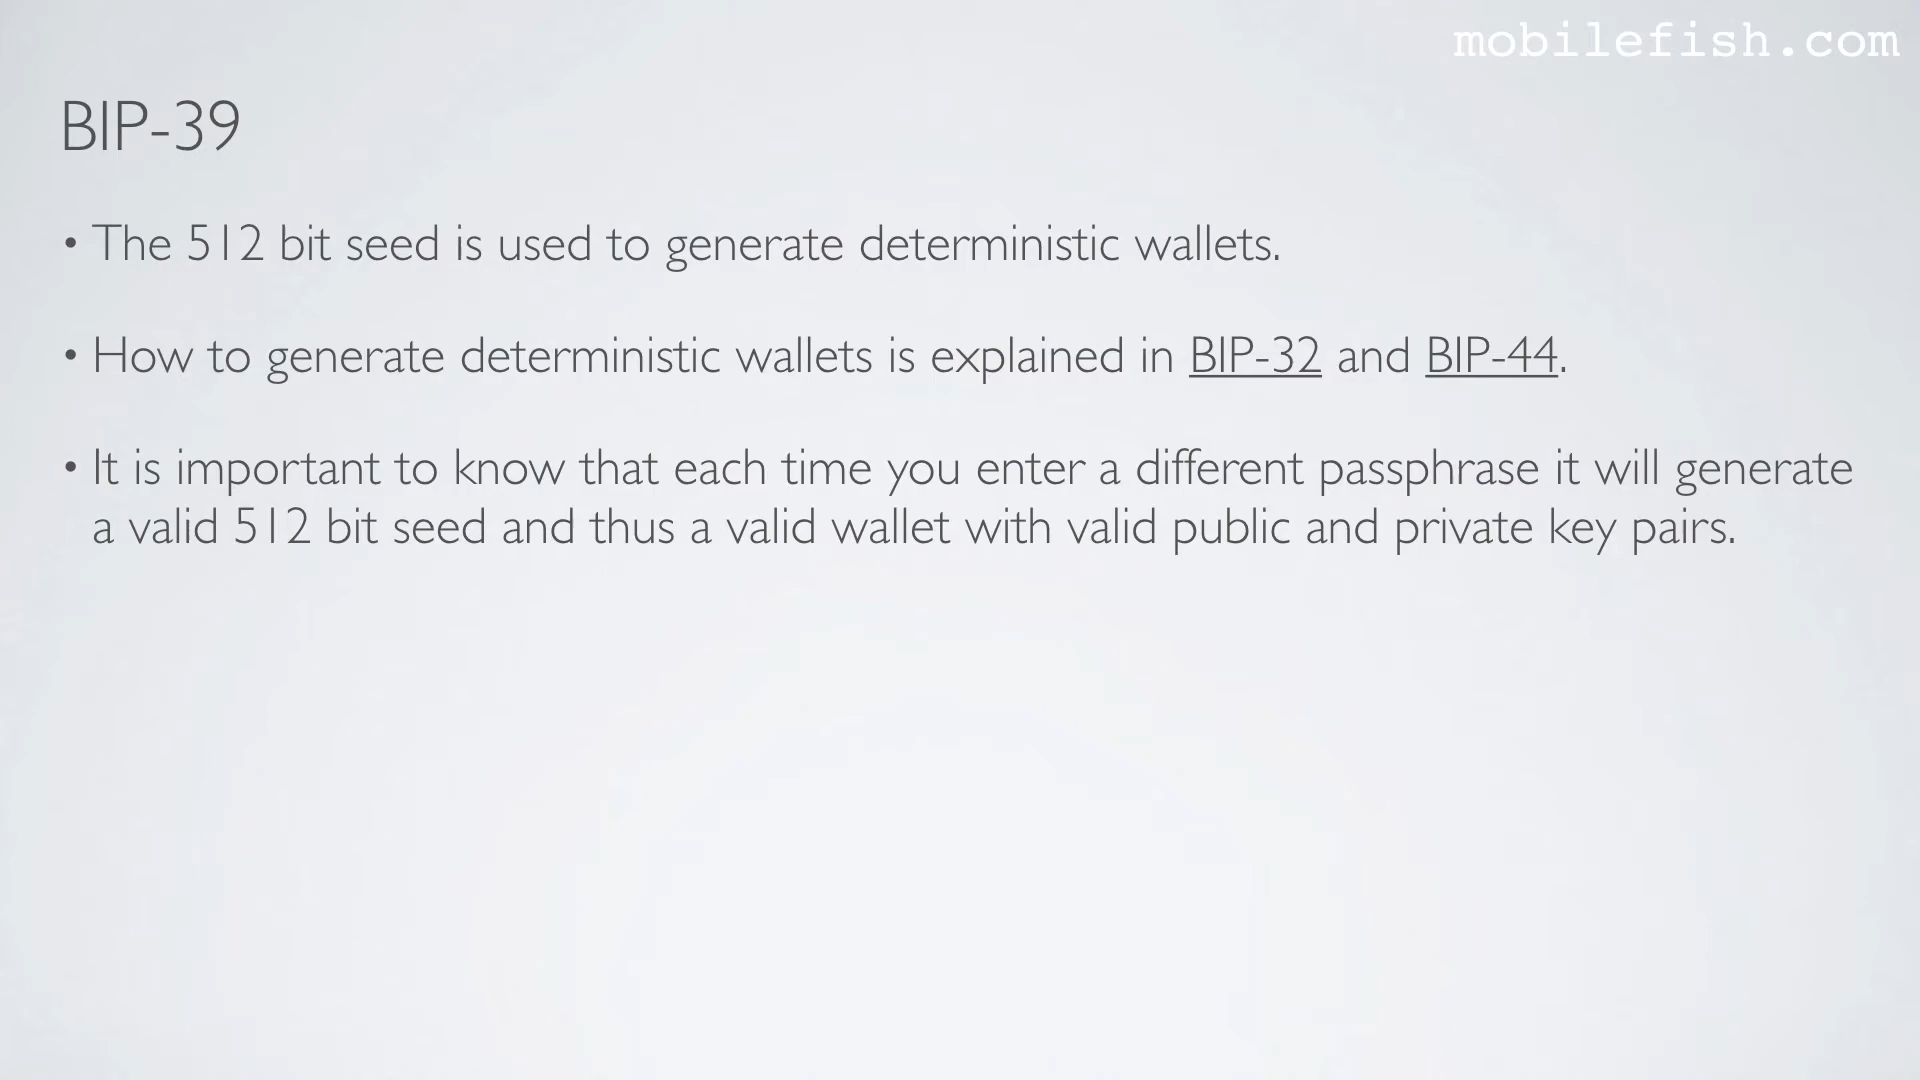 mobilefish.com
BIP-39
• The 512 bit seed is used to generate deterministic wallets.
• How to generate deterministic wallets is explained in BIP-32 and BIP-44.
• It is important to know that each time you enter a different passphrase it will generate
a valid 512 bit seed and thus a valid wallet with valid public and private key pairs.